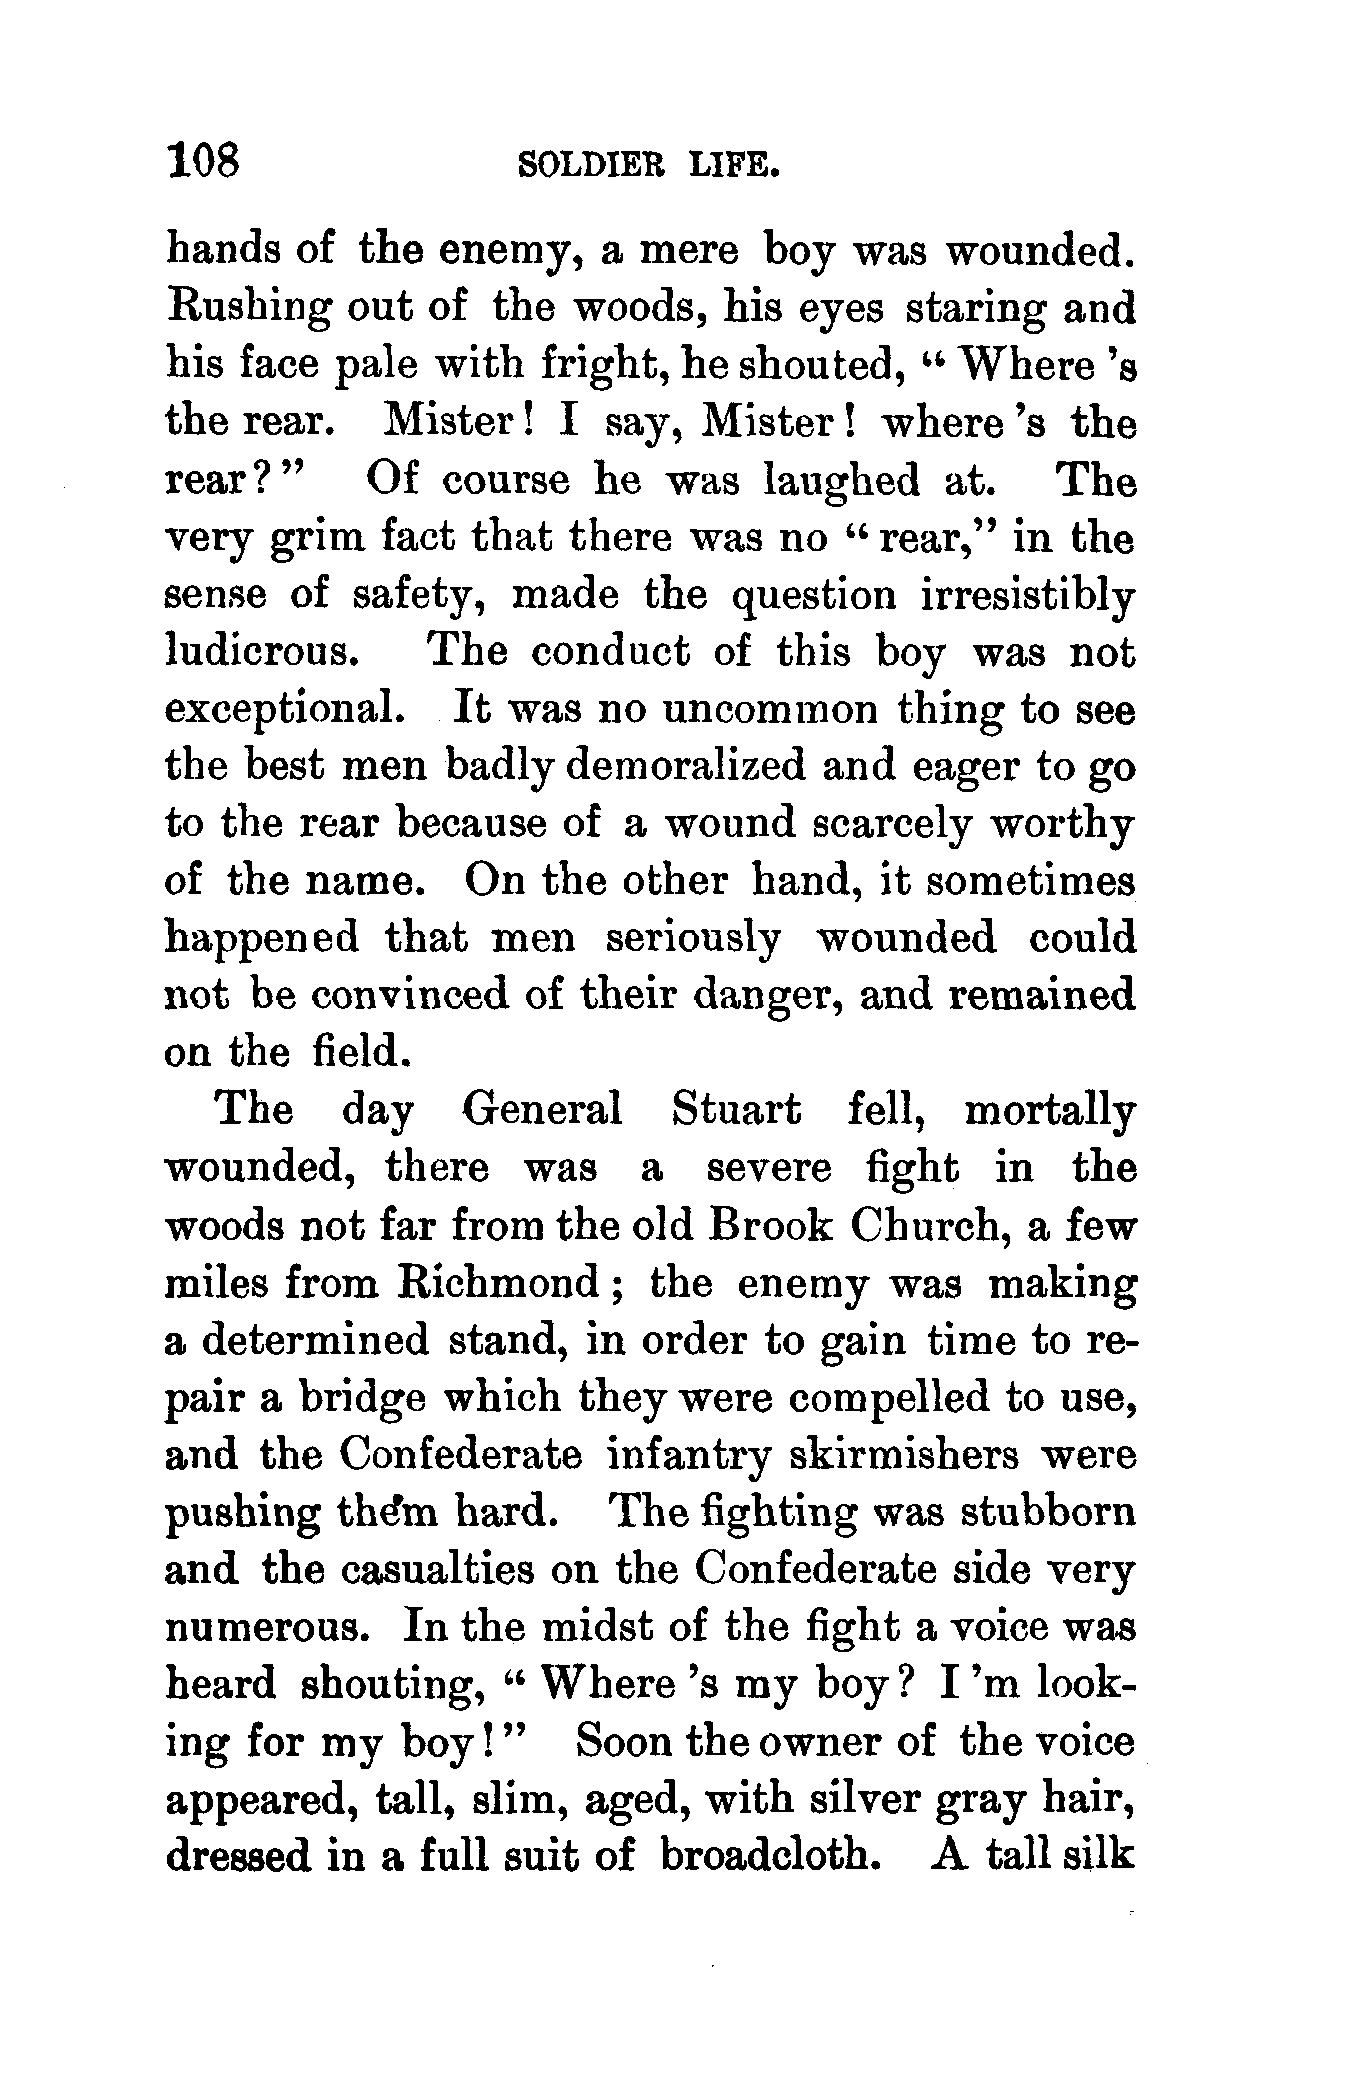 108 SOLDIER LIFE.
hands of the enemy, a mere boy was wounded.
Rushing out of the woods, his eyes staring and
his face pale with fright, he shouted, “ Where ’s
the rear. Mister! I say, Mister! where ’s the
rear?” Of course he was laughed at. The
very grim fact that there was no “ rear,” in the
sense of safety, made the question irresistibly
ludicrous. The conduct of this boy was not
exceptional. It was no uncommon thing to see
the best men badly demoralized and eager to go
to the rear because of a wound scarcely worthy
of the name. On the other hand, it sometimes
happened that men seriously wounded could
not be convinced of their danger, and remained
on the field.
The day General Stuart fell, mortally
wounded, there was a severe fight in the
woods not far from the old Brook Church, a few
miles from Richmond; the enemy was making
a determined stand, in order to gain time to re-
pair a bridge which they were compelled to use,
and the Confederate infantry skirmishers were
pushing them hard. The fighting was stubborn
and the casualties on the Confederate side very
numerous. In the midst of the fight a voice was
heard shouting, “ Where ’s my boy? I ’m look-
ing for my boy!” Soon the owner of the voice
appeared, tall, slim, aged, with silver gray hair,
dressed in a full suit of broadcloth. A tall silk